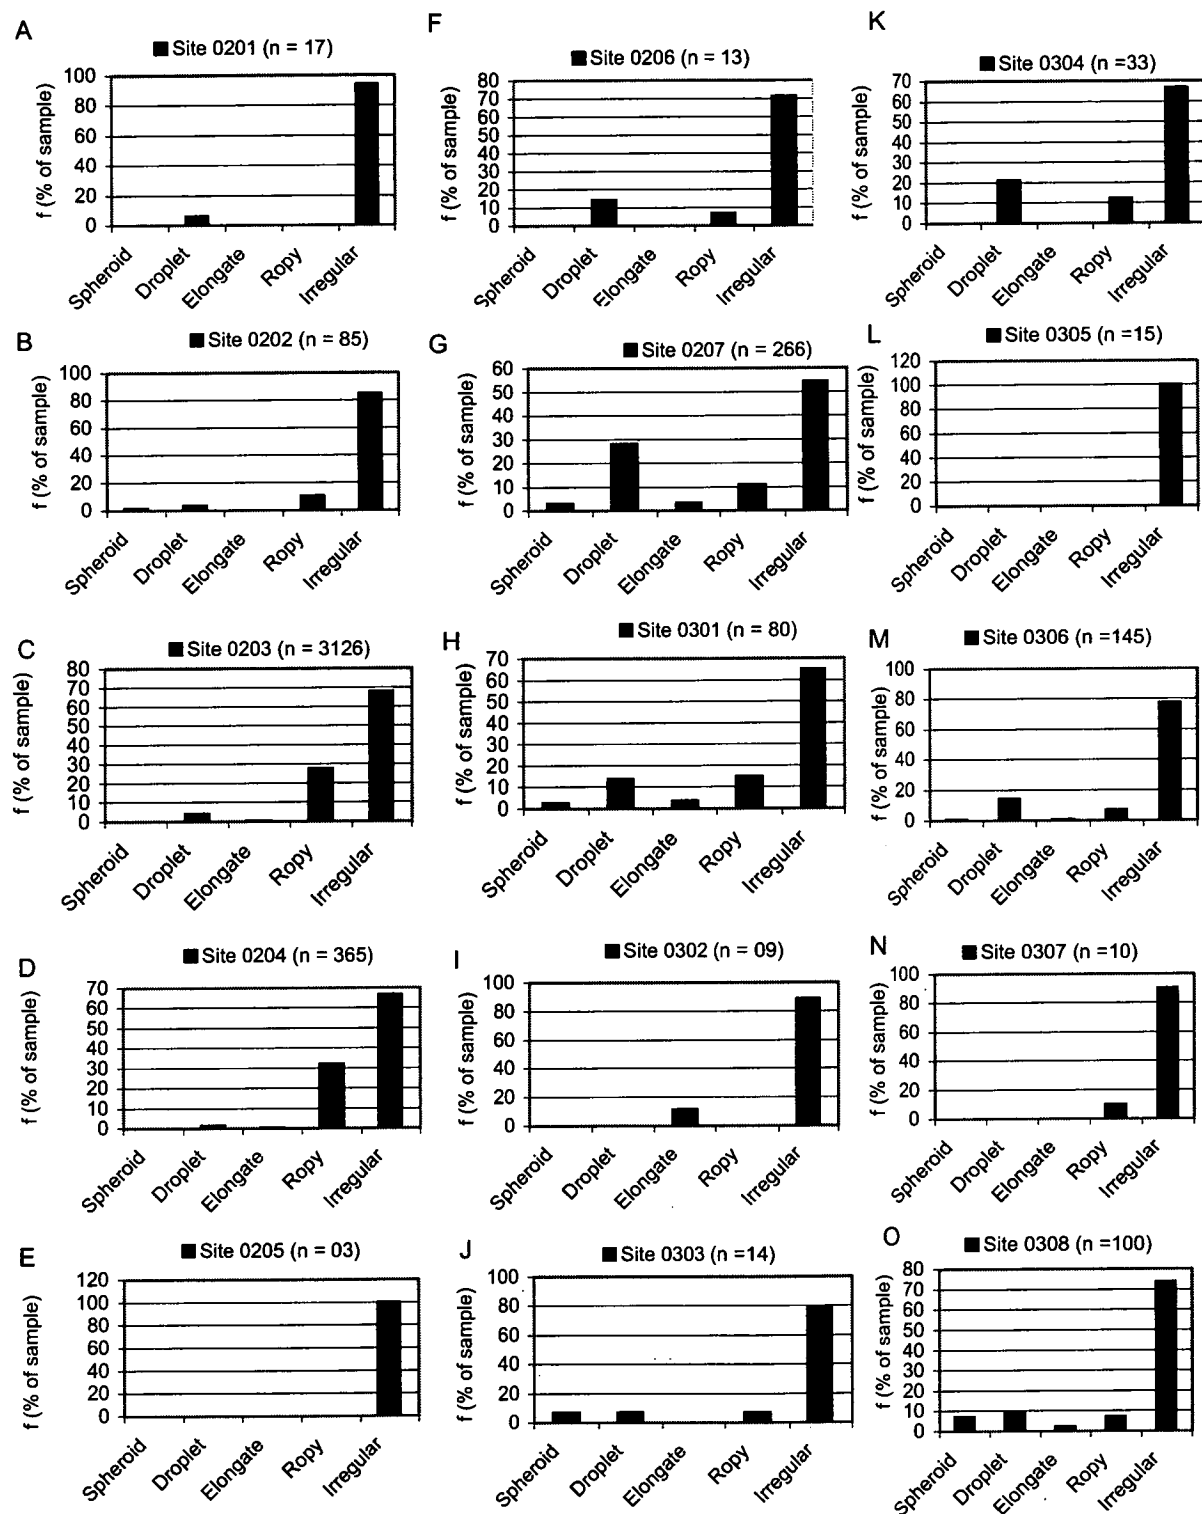 A
■ Site 0201 (n = 17)
f (% of sample)
100
80
60
40
20
0
Spheroid
Droplet
Elongate
Ropy
Irregular
B
■ Site 0202 (n = 85)
f (% of sample)
100
80
60
40
20
0
Spheroid
Droplet
Elongate
Ropy
Irregular
C
■ Site 0203 (n = 3126)
f (% of sample)
80
70
60
50
40
30
20
10
0
Spheroid
Droplet
Elongate
Ropy
Irregular
D
■ Site 0204 (n = 365)
f (% of sample)
70
60
50
40
30
20
10
0
Spheroid
Droplet
Elongate
Ropy
Irregular
E
■ Site 0205 (n = 03)
f (% of sample)
120
100
80
60
40
20
0
Spheroid
Droplet
Elongate
Ropy
Irregular
F
■ Site 0206 (n = 13)
f (% of sample)
80
70
60
50
40
30
20
10
0
Spheroid
Droplet
Elongate
Ropy
Irregular
G
■ Site 0207 (n = 266)
f (% of sample)
60
50
40
30
20
10
0
Spheroid
Droplet
Elongate
Ropy
Irregular
H
■ Site 0301 (n = 80)
f (% of sample)
70
60
50
40
30
20
10
0
Spheroid
Droplet
Elongate
Ropy
Irregular
I
■ Site 0302 (n = 09)
f (% of sample)
100
80
60
40
20
0
Spheroid
Droplet
Elongate
Ropy
Irregular
J
■ Site 0303 (n =14)
f (% of sample)
100
80
60
40
20
0
Spheroid
Droplet
Elongate
Ropy
Irregular
K
■ Site 0304 (n =33)
f (% of sample)
70
60
50
40
30
20
10
0
Spheroid
Droplet
Elongate
Ropy
Irregular
L
■ Site 0305 (n =15)
f (% of sample)
120
100
80
60
40
20
0
Spheroid
Droplet
Elongate
Ropy
Irregular
M
■ Site 0306 (n =145)
f (% of sample)
100
80
60
40
20
0
Spheroid
Droplet
Elongate
Ropy
Irregular
N
■ Site 0307 (n =10)
f (% of sample)
100
80
60
40
20
0
Spheroid
Droplet
Elongate
Ropy
Irregular
O
■ Site 0308 (n =100)
f (% of sample)
80
70
60
50
40
30
20
10
0
Spheroid
Droplet
Elongate
Ropy
Irregular